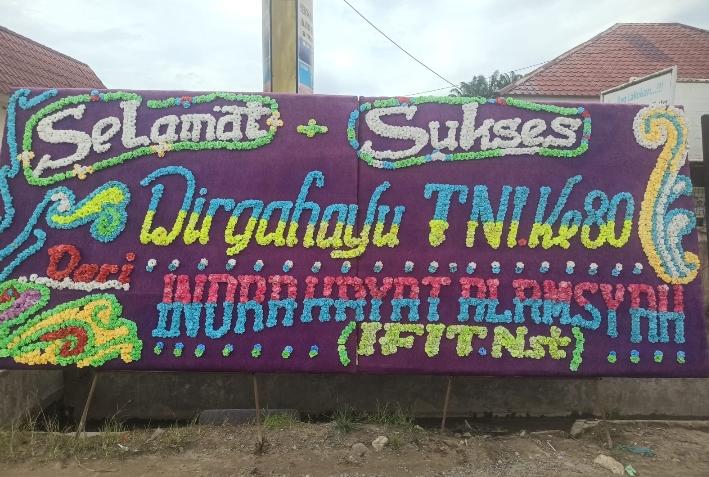 Selamat + Sukses
Dirgahayu TNI.Ke80
Dari
INDRA HAYAT ALAMSYAH
(IFIT.Nst)